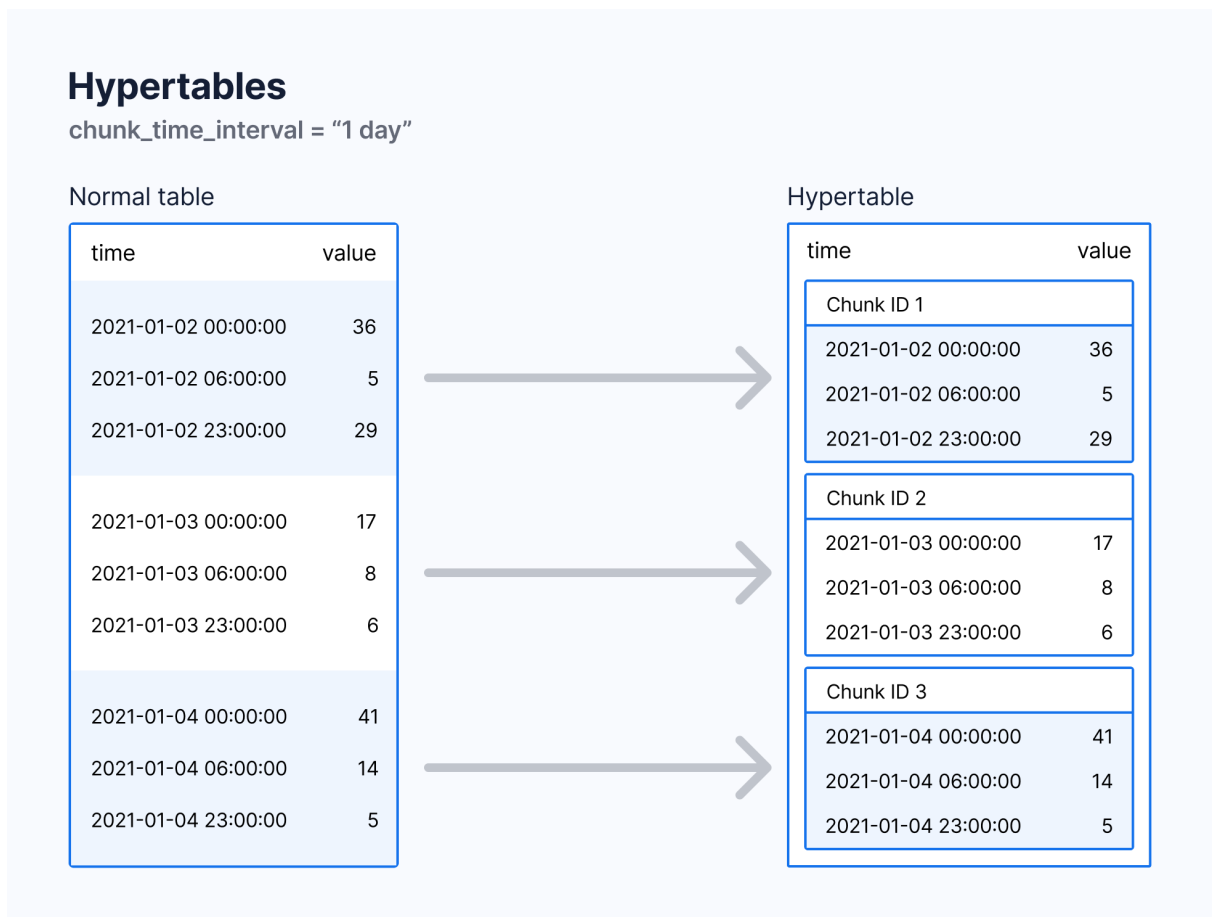 Hypertables
chunk_time_interval = “1 day”
Normal table
time value
2021-01-02 00:00:00 36
2021-01-02 06:00:00 5
2021-01-02 23:00:00 29
2021-01-03 00:00:00 17
2021-01-03 06:00:00 8
2021-01-03 23:00:00 6
2021-01-04 00:00:00 41
2021-01-04 06:00:00 14
2021-01-04 23:00:00 5
Hypertable
time value
Chunk ID 1
2021-01-02 00:00:00 36
2021-01-02 06:00:00 5
2021-01-02 23:00:00 29
Chunk ID 2
2021-01-03 00:00:00 17
2021-01-03 06:00:00 8
2021-01-03 23:00:00 6
Chunk ID 3
2021-01-04 00:00:00 41
2021-01-04 06:00:00 14
2021-01-04 23:00:00 5